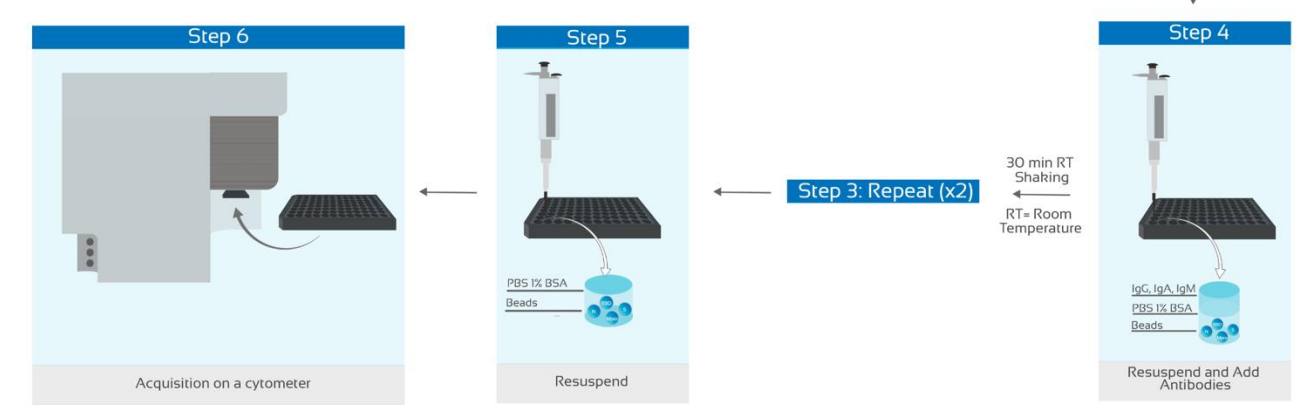 Step 6
Step 5
Step 4
30 min RT
Shaking
Step 3: Repeat (x2)
RT= Room
Temperature
PBS 1% BSA
Beads
N
RBD
S
IgG, IgA, IgM
PBS 1% BSA
Beads
N
S
Acquisition on a cytometer
Resuspend
Resuspend and Add
Antibodies